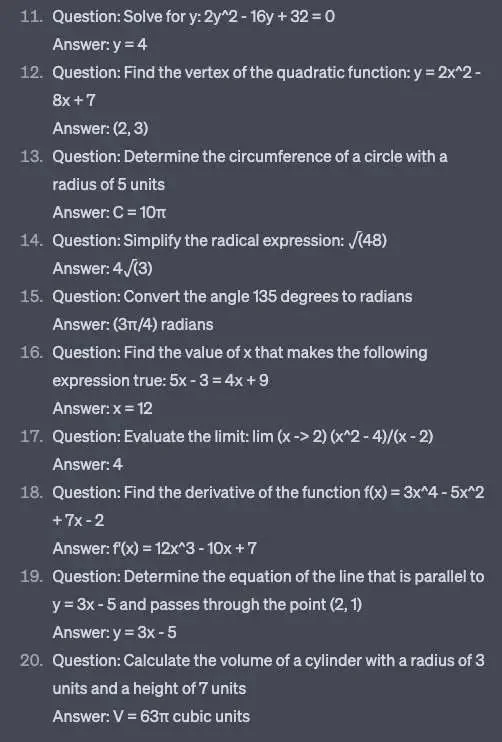 11. Question: Solve for y: 2y^2 - 16y + 32 = 0
Answer: y = 4
12. Question: Find the vertex of the quadratic function: y = 2x^2 -
8x + 7
Answer: (2, 3)
13. Question: Determine the circumference of a circle with a
radius of 5 units
Answer: C = 10π
14. Question: Simplify the radical expression: √(48)
Answer: 4√(3)
15. Question: Convert the angle 135 degrees to radians
Answer: (3π/4) radians
16. Question: Find the value of x that makes the following
expression true: 5x - 3 = 4x + 9
Answer: x = 12
17. Question: Evaluate the limit: lim (x -> 2) (x^2 - 4)/(x - 2)
Answer: 4
18. Question: Find the derivative of the function f(x) = 3x^4 - 5x^2
+ 7x - 2
Answer: f'(x) = 12x^3 - 10x + 7
19. Question: Determine the equation of the line that is parallel to
y = 3x - 5 and passes through the point (2, 1)
Answer: y = 3x - 5
20. Question: Calculate the volume of a cylinder with a radius of 3
units and a height of 7 units
Answer: V = 63π cubic units